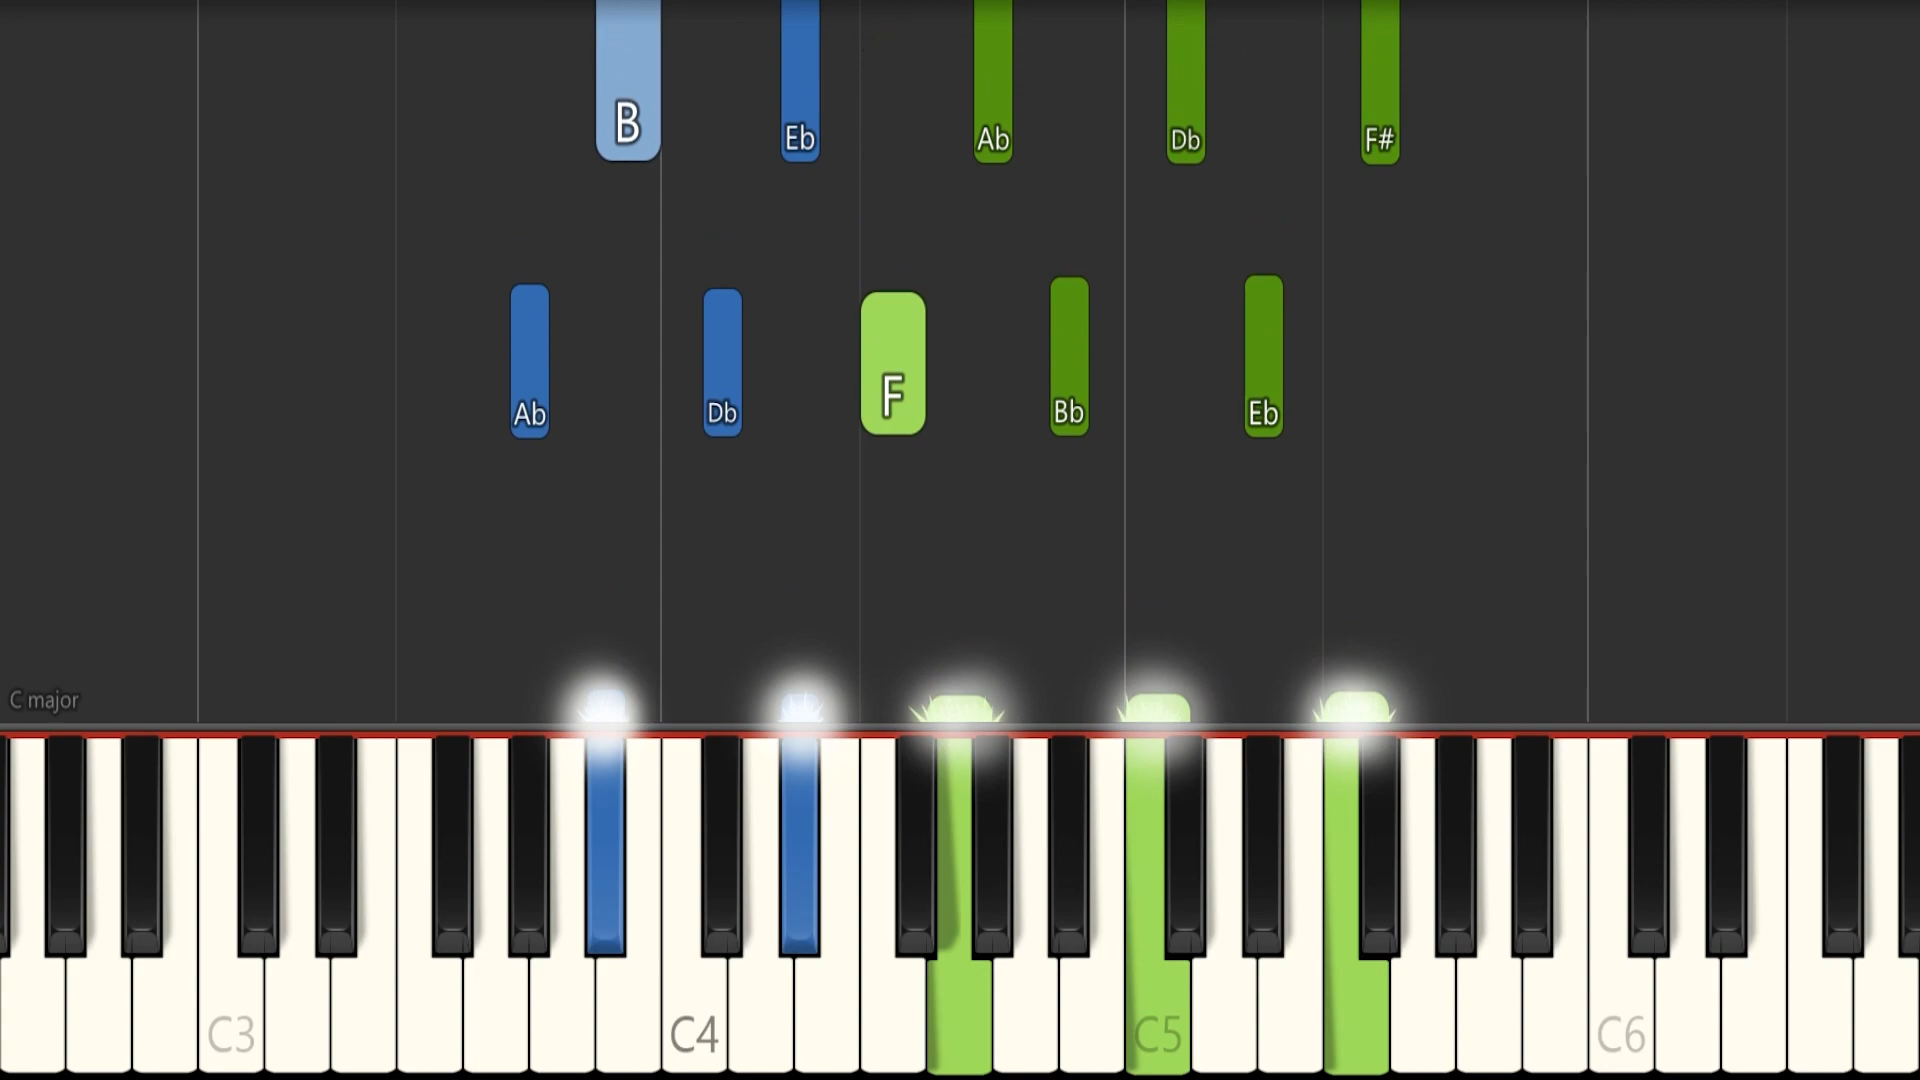 B Eb Ab Db F#
Ab Db F Bb Eb
C major
C3 C4 C5 C6